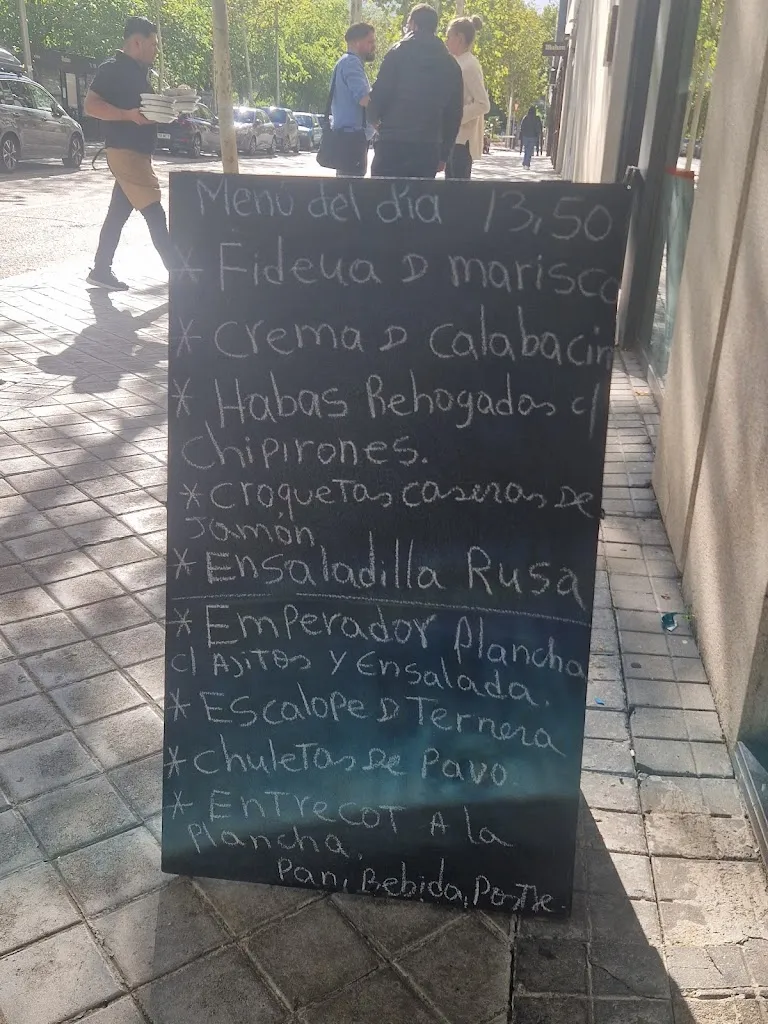 Menú del día 13,50
* Fideua D marisco
* Crema D calabacin
* Habas Rehogadas c/
chipirones.
* croquetas caseras De
Jamón
* Ensaladilla Rusa
* Emperador plancha
c/ Ajitos y Ensalada.
* Escalope D Ternera
* chuletas De Pavo.
* Entrecot A la
plancha.
Pan, Bebida, Postre.